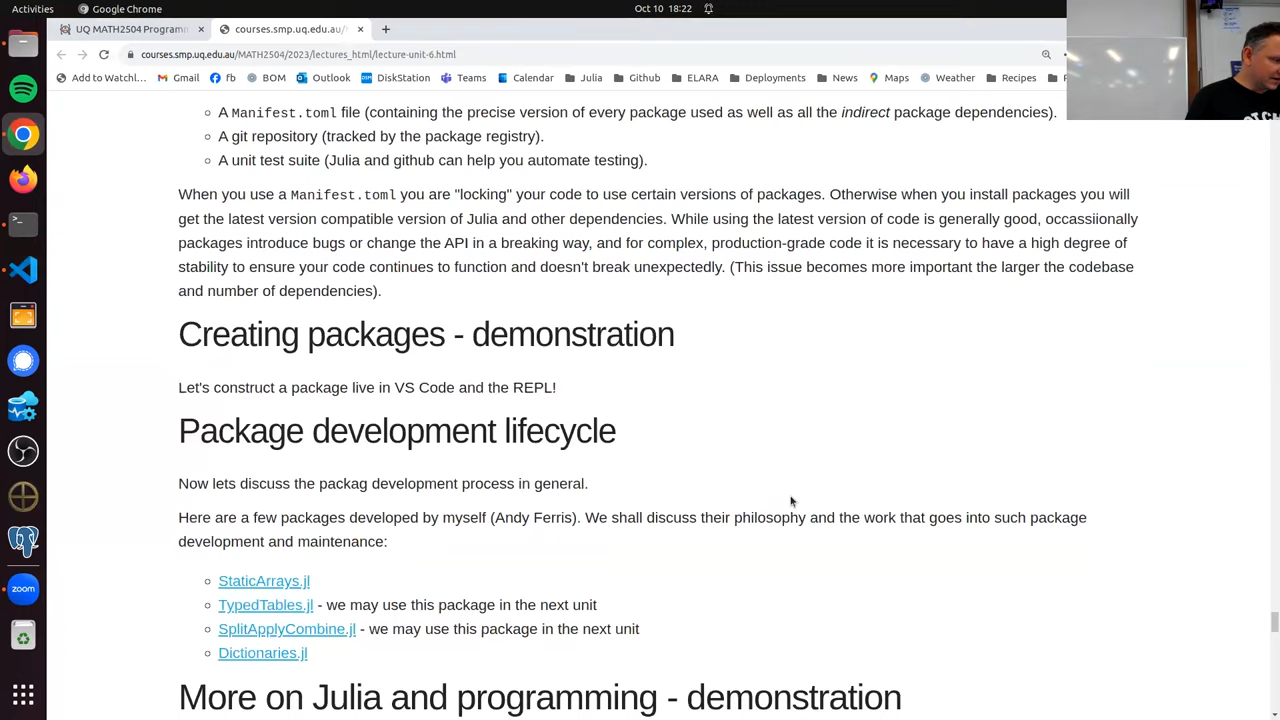 Activities
Google Chrome
Oct 10 18:22
UQ MATH2504 Programm
courses.smp.uq.edu.au/
courses.smp.uq.edu.au/MATH2504/2023/lectures_html/lecture-unit-6.html
Add to Watchl… Gmail fb BOM Outlook DiskStation Teams Calendar Julia Github ELARA Deployments News Maps Weather Recipes
A Manifest.toml file (containing the precise version of every package used as well as all the indirect package dependencies).
A git repository (tracked by the package registry).
A unit test suite (Julia and github can help you automate testing).
When you use a Manifest.toml you are "locking" your code to use certain versions of packages. Otherwise when you install packages you will
get the latest version compatible version of Julia and other dependencies. While using the latest version of code is generally good, occassiionally
packages introduce bugs or change the API in a breaking way, and for complex, production-grade code it is necessary to have a high degree of
stability to ensure your code continues to function and doesn't break unexpectedly. (This issue becomes more important the larger the codebase
and number of dependencies).
Creating packages - demonstration
Let's construct a package live in VS Code and the REPL!
Package development lifecycle
Now lets discuss the packag development process in general.
Here are a few packages developed by myself (Andy Ferris). We shall discuss their philosophy and the work that goes into such package
development and maintenance:
StaticArrays.jl
TypedTables.jl - we may use this package in the next unit
SplitApplyCombine.jl - we may use this package in the next unit
Dictionaries.jl
More on Julia and programming - demonstration
zoom